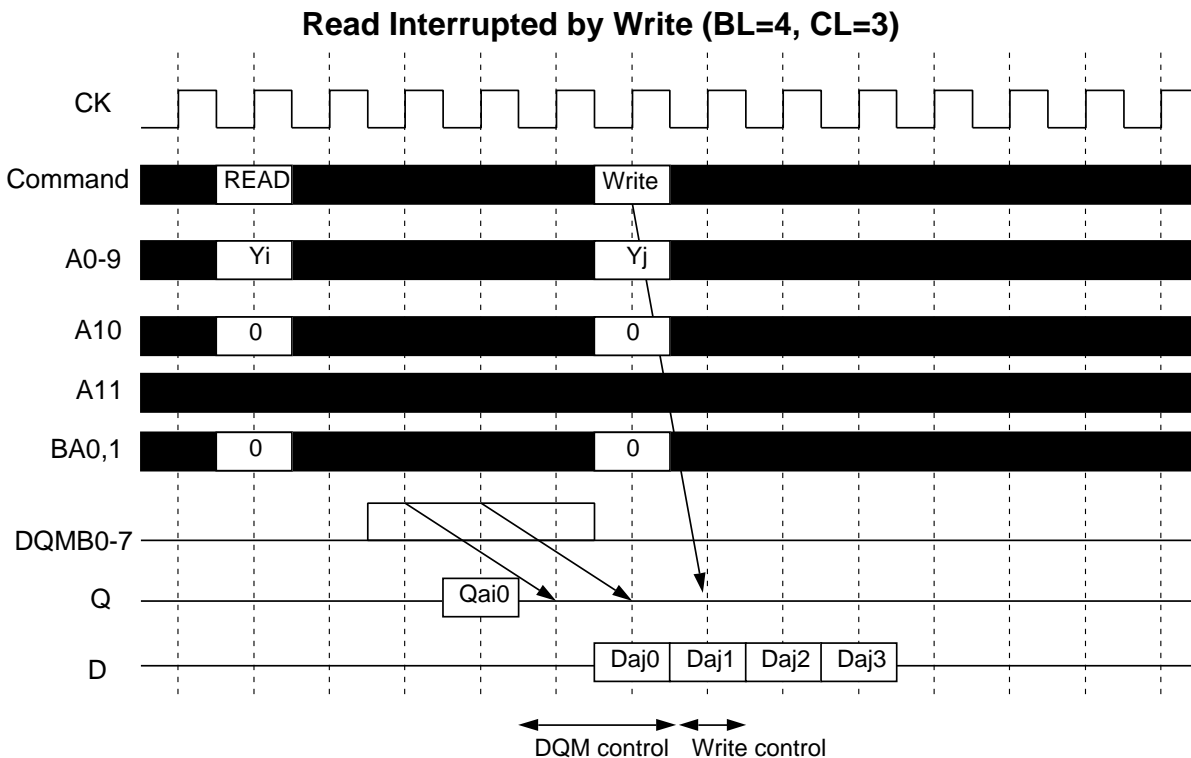 Read Interrupted by Write (BL=4, CL=3)
CK
Command READ Write
A0-9 Yi Yj
A10 0 0
A11
BA0,1 0 0
DQMB0-7
Q Qai0
D Daj0 Daj1 Daj2 Daj3
DQM control Write control